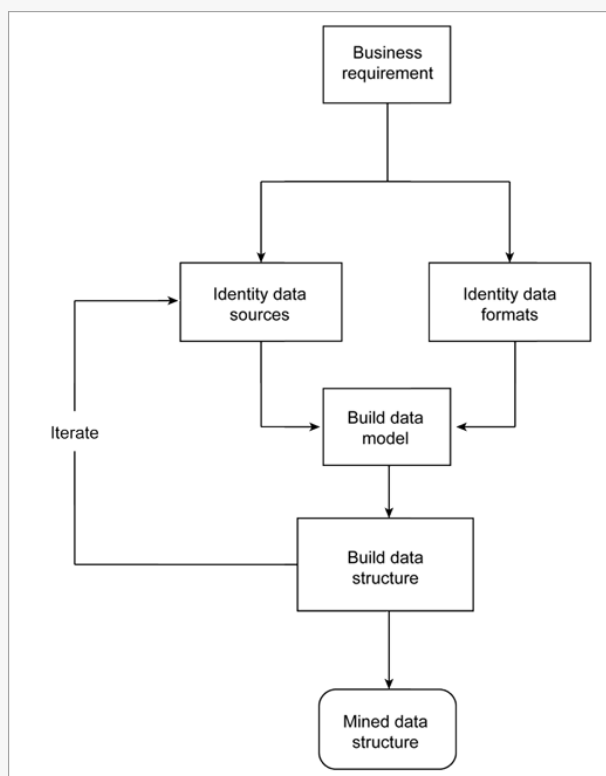 Business
requirement
Identity data
sources
Identity data
formats
Build data
model
Iterate
Build data
structure
Mined data
structure